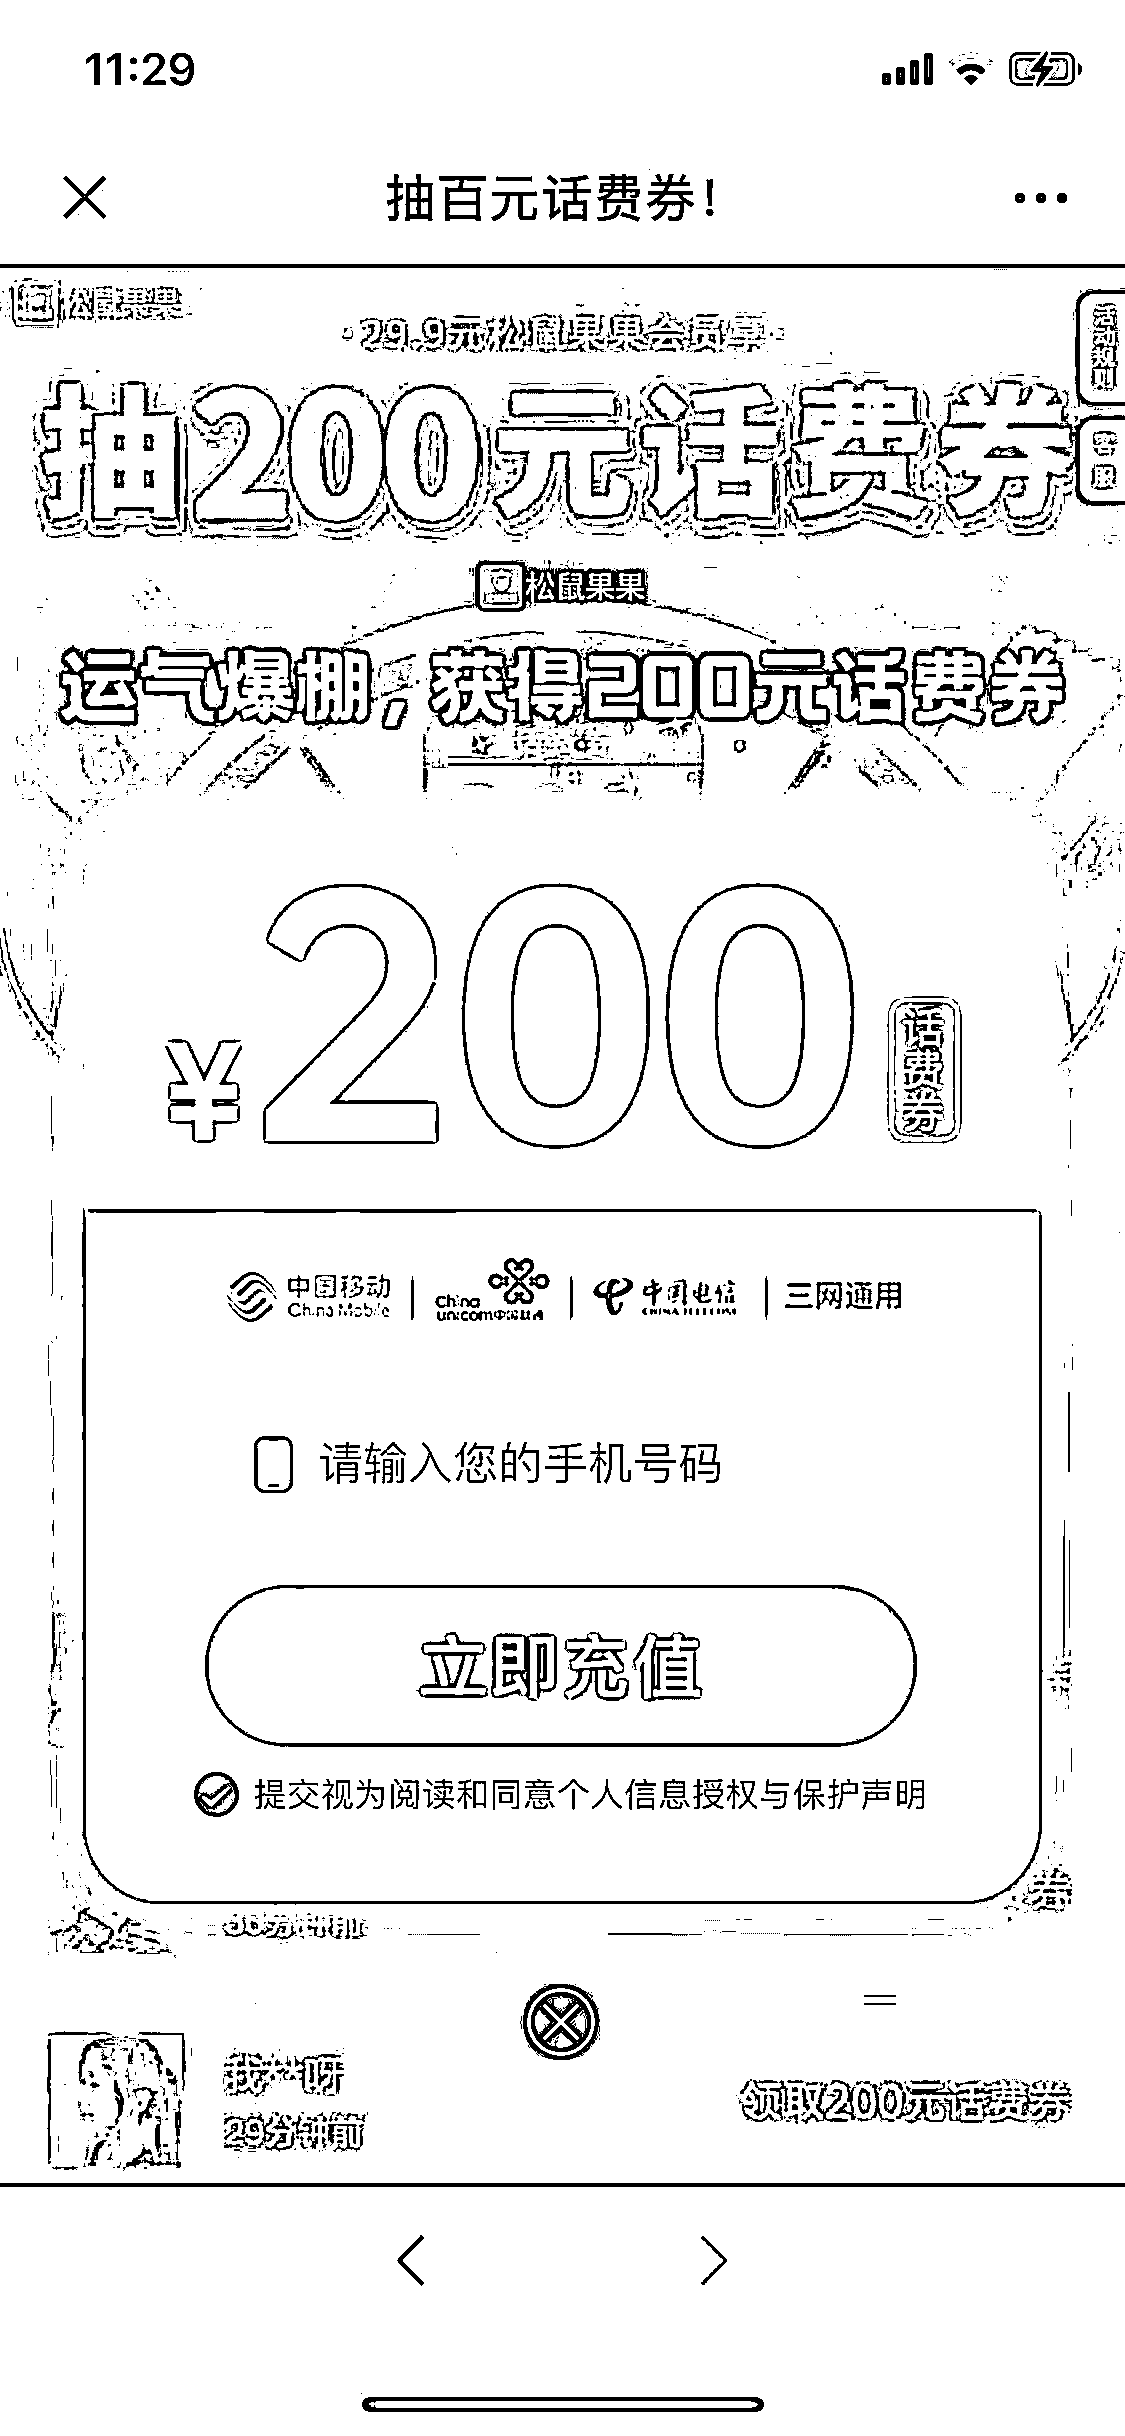 11:29
抽百元话费券!
松鼠果果
·29.9元松鼠果果会员享·
活动规则
抽200元话费券
客服
松鼠果果
运气爆棚,获得200元话费券
¥200
话费券
中国移动
China Mobile
China
unicom中国联通
中国电信
CHINA TELECOM
三网通用
请输入您的手机号码
立即充值
提交视为阅读和同意个人信息授权与保护声明
券
30分钟前
我**呀
29分钟前
领取200元话费券